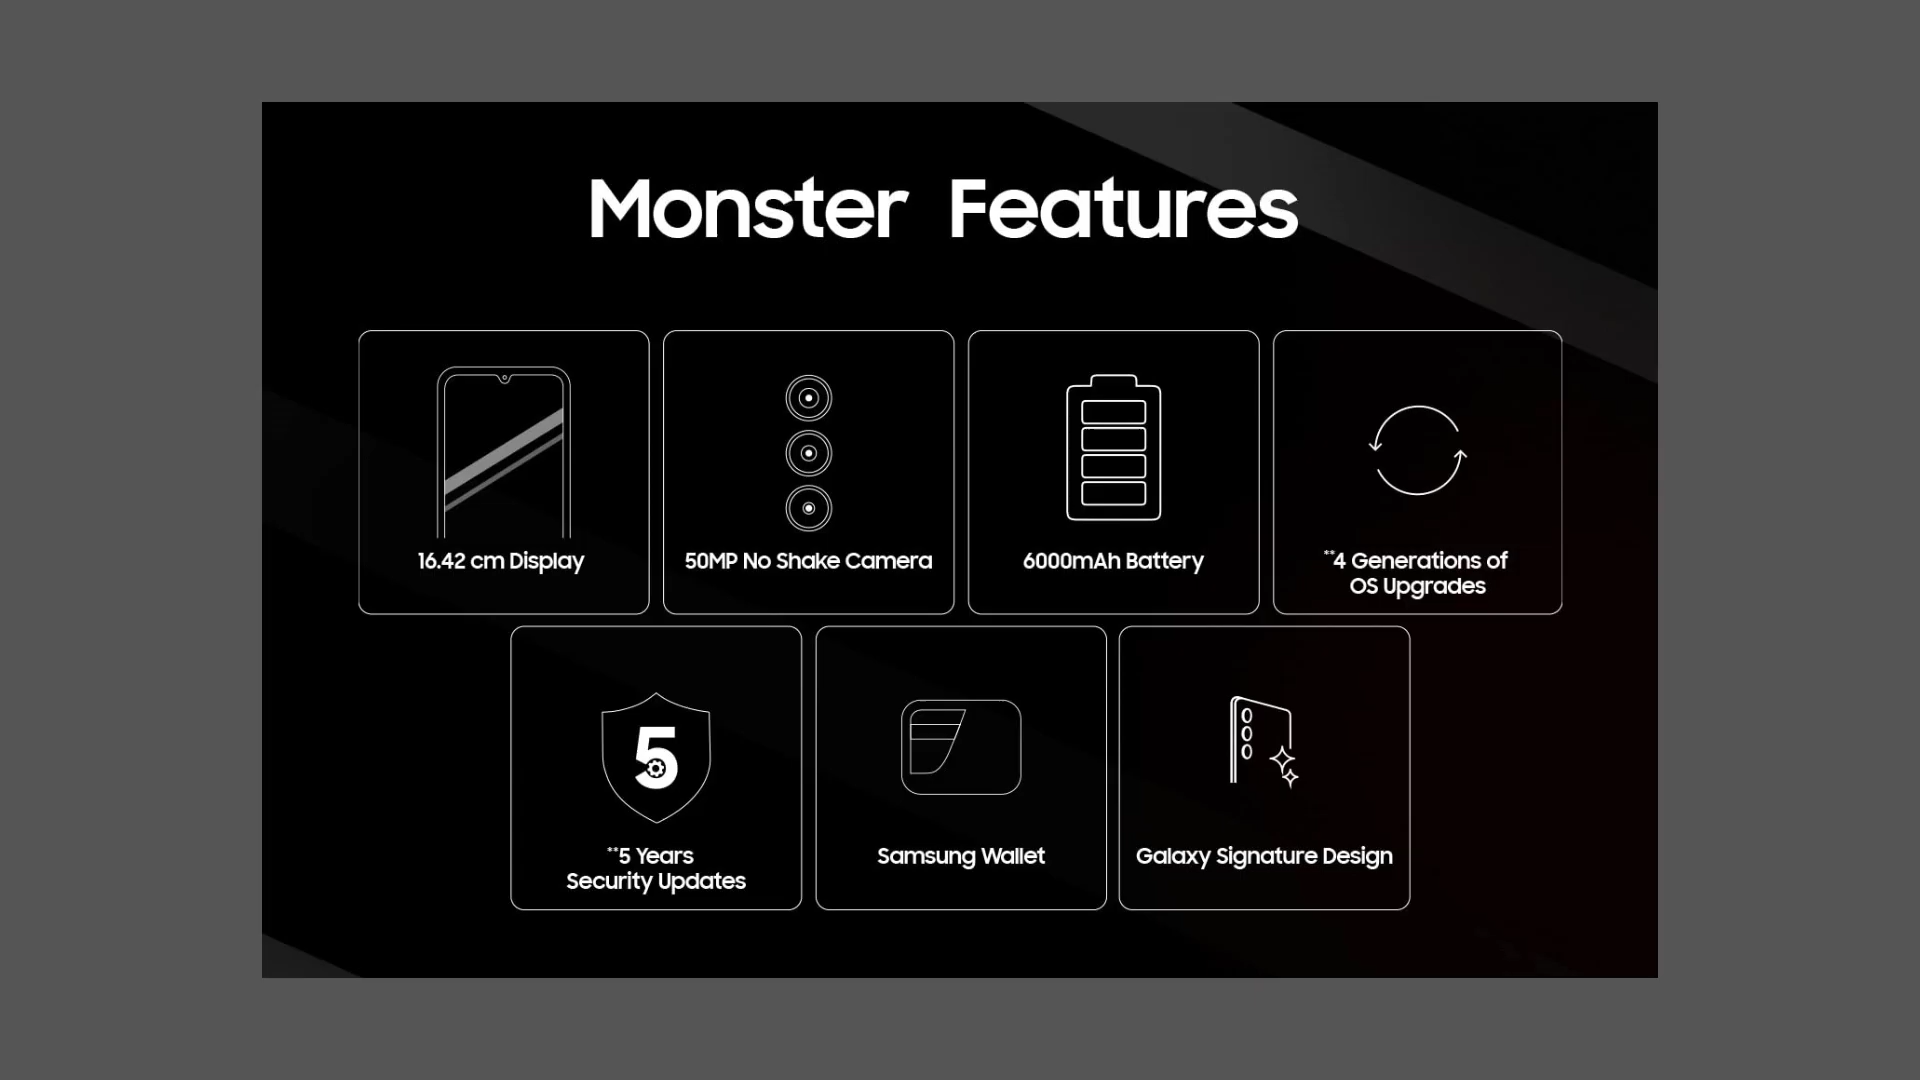 Monster Features
16.42 cm Display
50MP No Shake Camera
6000mAh Battery
**4 Generations of
OS Upgrades
5
**5 Years
Security Updates
Samsung Wallet
Galaxy Signature Design